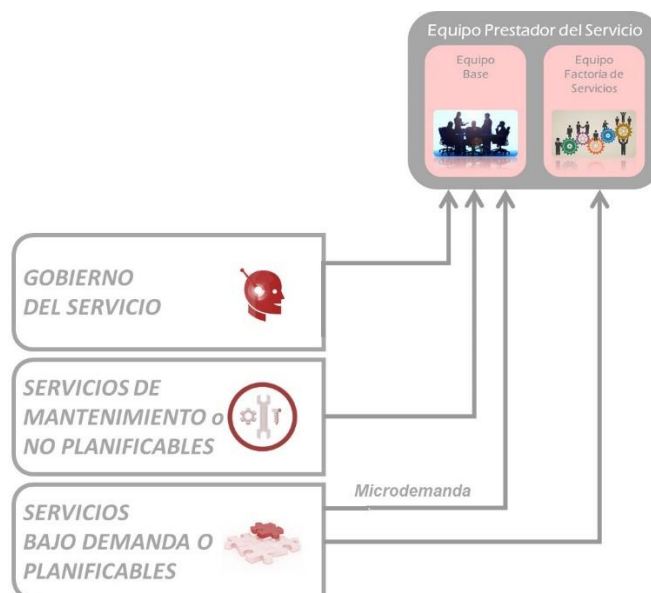 Equipo Prestador del Servicio
Equipo
Base
Equipo
Factoría de
Servicios
GOBIERNO
DEL SERVICIO
SERVICIOS DE
MANTENIMIENTO o
NO PLANIFICABLES
Microdemanda
SERVICIOS
BAJO DEMANDA O
PLANIFICABLES